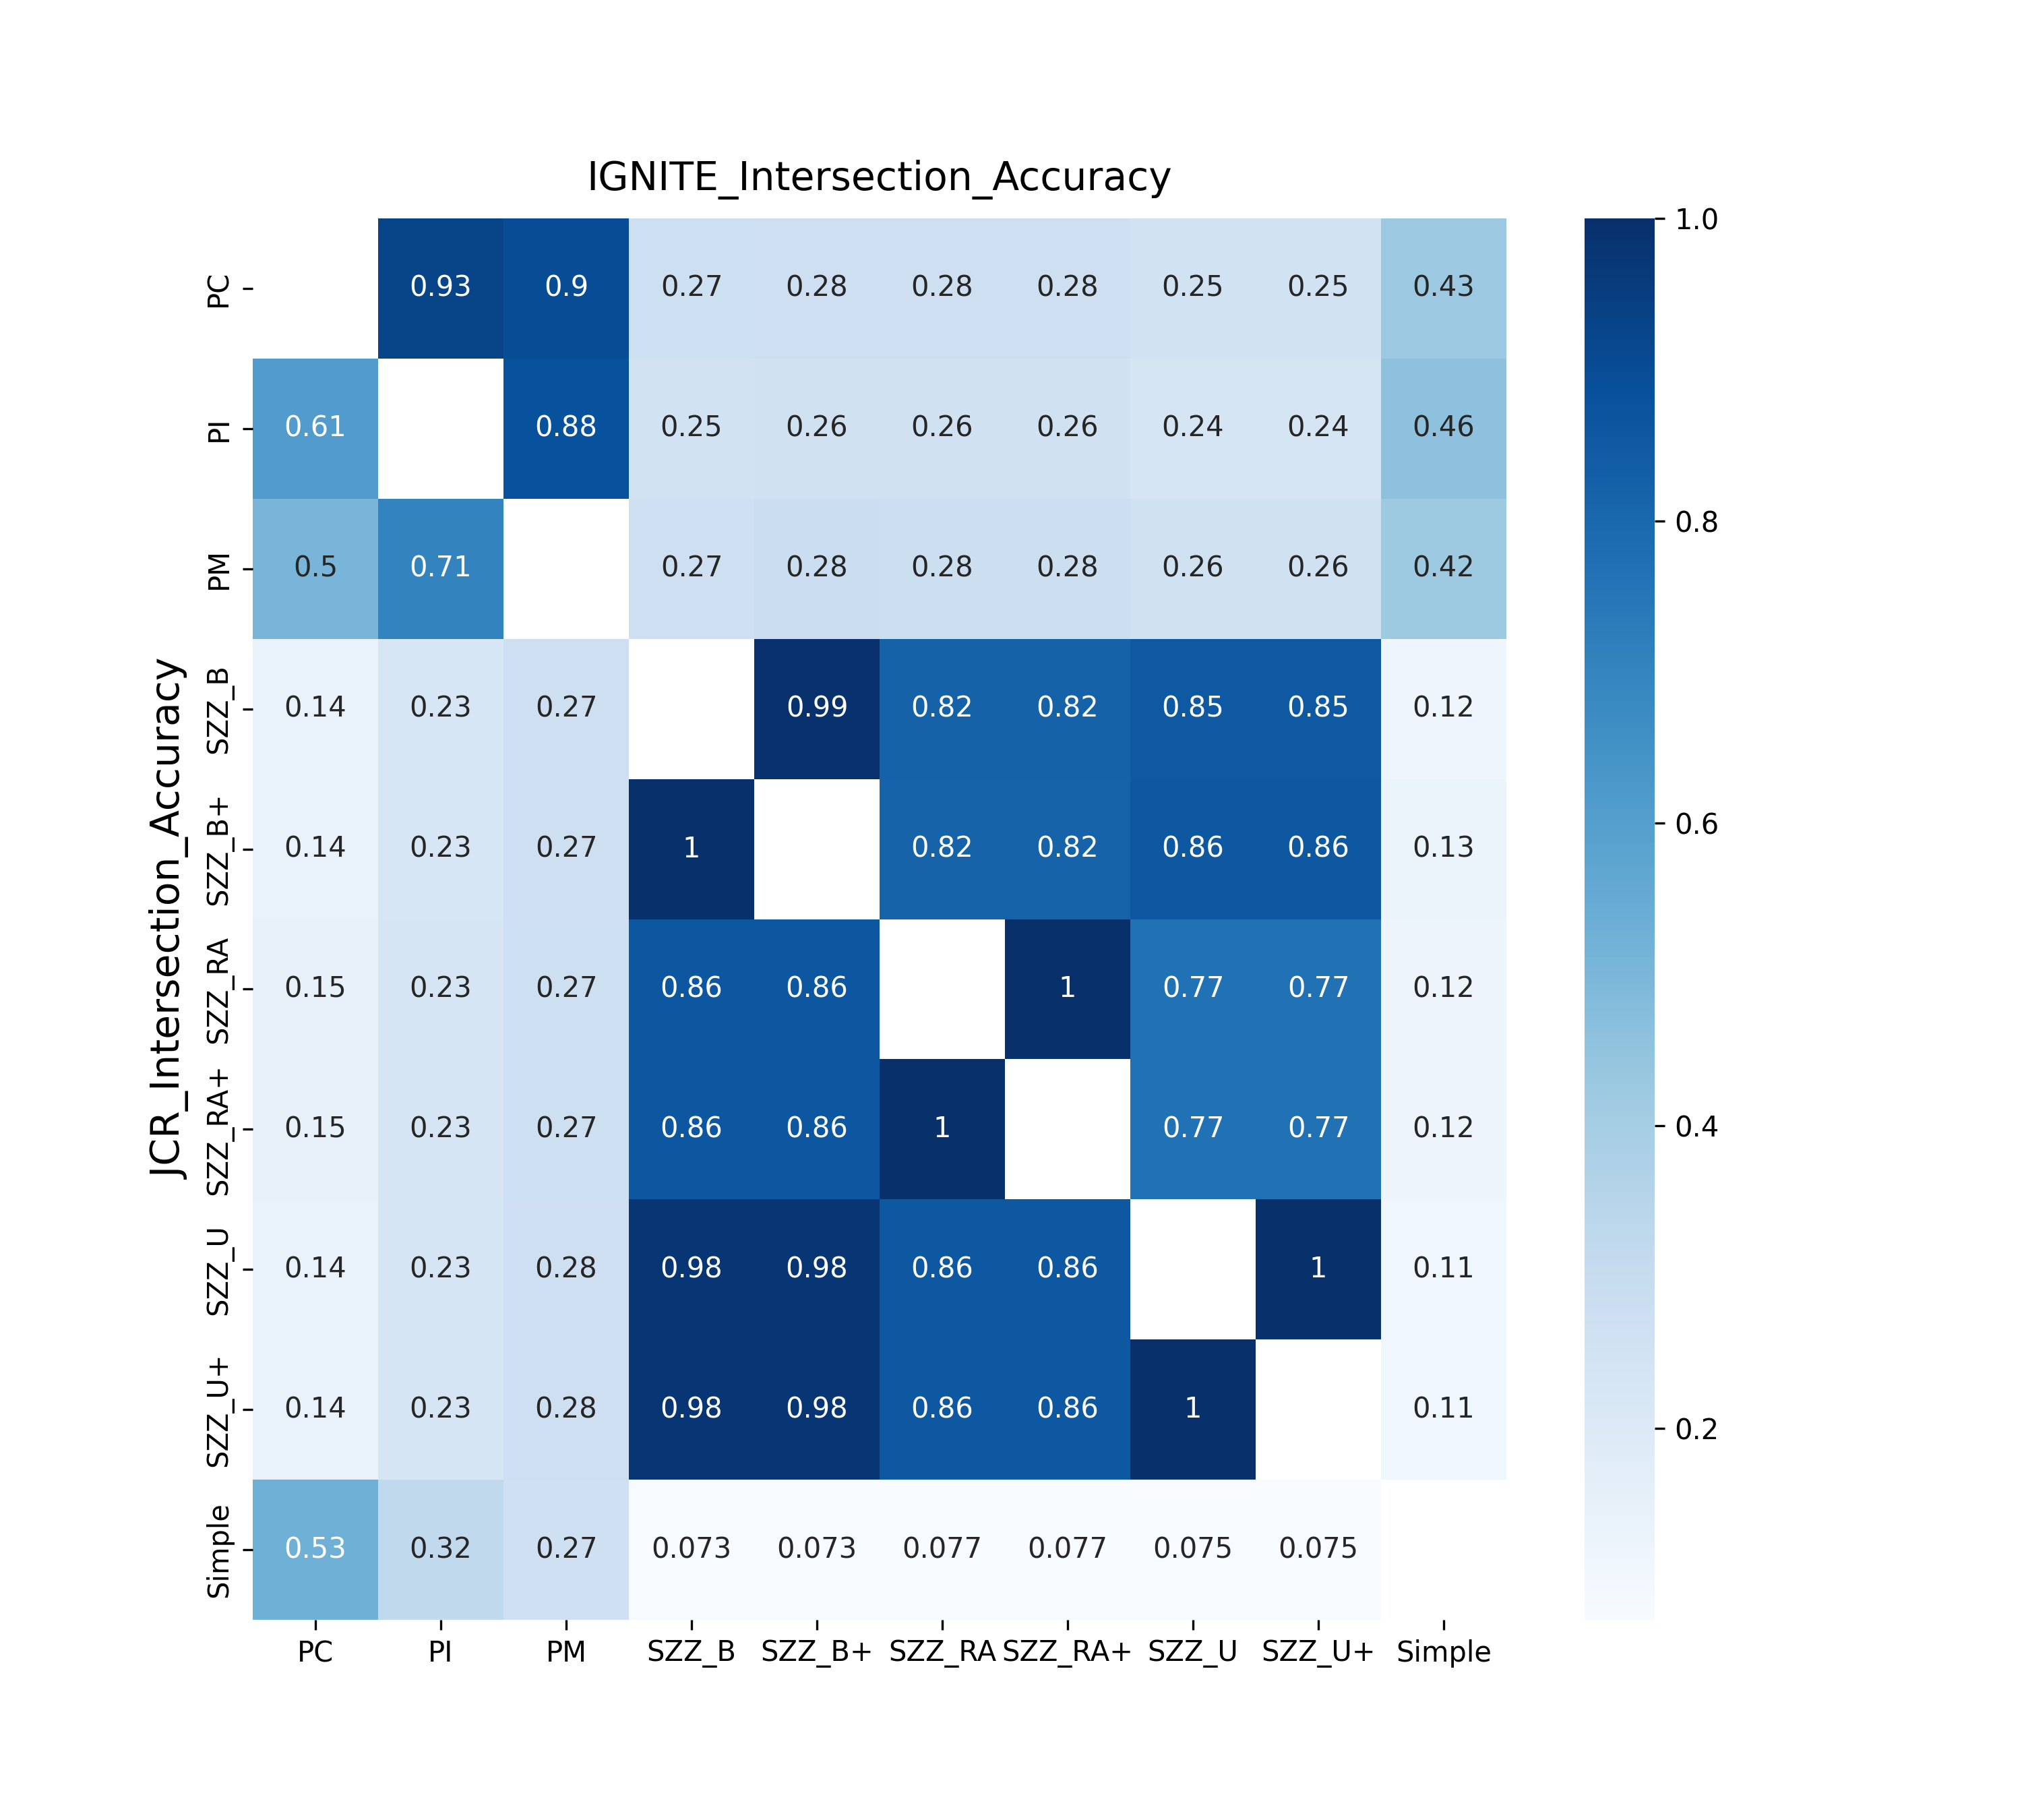 IGNITE_Intersection_Accuracy
JCR_Intersection_Accuracy
PC 0.93 0.9 0.27 0.28 0.28 0.28 0.25 0.25 0.43
PI 0.61 0.88 0.25 0.26 0.26 0.26 0.24 0.24 0.46
PM 0.5 0.71 0.27 0.28 0.28 0.28 0.26 0.26 0.42
SZZ_B 0.14 0.23 0.27 0.99 0.82 0.82 0.85 0.85 0.12
SZZ_B+ 0.14 0.23 0.27 1 0.82 0.82 0.86 0.86 0.13
SZZ_RA 0.15 0.23 0.27 0.86 0.86 1 0.77 0.77 0.12
SZZ_RA+ 0.15 0.23 0.27 0.86 0.86 1 0.77 0.77 0.12
SZZ_U 0.14 0.23 0.28 0.98 0.98 0.86 0.86 1 0.11
SZZ_U+ 0.14 0.23 0.28 0.98 0.98 0.86 0.86 1 0.11
Simple 0.53 0.32 0.27 0.073 0.073 0.077 0.077 0.075 0.075
PC PI PM SZZ_B SZZ_B+ SZZ_RA SZZ_RA+ SZZ_U SZZ_U+ Simple
1.0
0.8
0.6
0.4
0.2